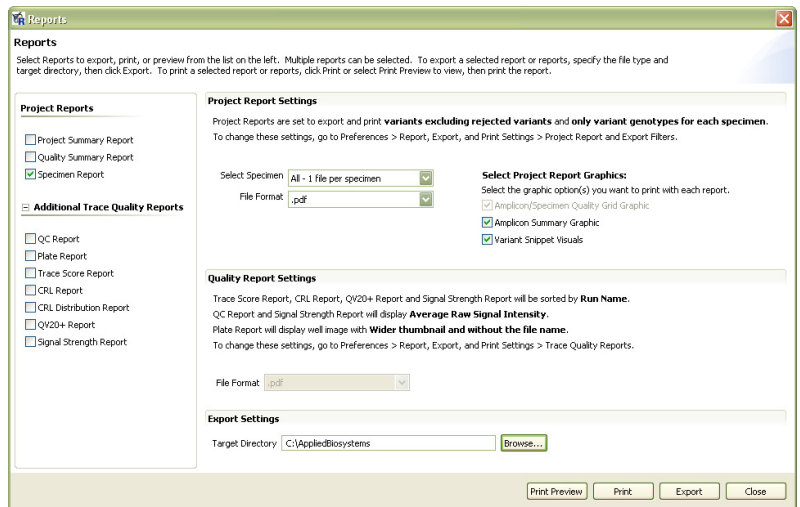 Reports
Reports
Select Reports to export, print, or preview from the list on the left. Multiple reports can be selected. To export a selected report or reports, specify the file type and
target directory, then click Export. To print a selected report or reports, click Print or select Print Preview to view, then print the report.
Project Reports
Project Summary Report
Quality Summary Report
Specimen Report
Additional Trace Quality Reports
QC Report
Plate Report
Trace Score Report
CRL Report
CRL Distribution Report
QV20+ Report
Signal Strength Report
Project Report Settings
Project Reports are set to export and print variants excluding rejected variants and only variant genotypes for each specimen.
To change these settings, go to Preferences > Report, Export, and Print Settings > Project Report and Export Filters.
Select Specimen All - 1 file per specimen
File Format .pdf
Select Project Report Graphics:
Select the graphic option(s) you want to print with each report.
Amplicon/Specimen Quality Grid Graphic
Amplicon Summary Graphic
Variant Snippet Visuals
Quality Report Settings
Trace Score Report, CRL Report, QV20+ Report and Signal Strength Report will be sorted by Run Name.
QC Report and Signal Strength Report will display Average Raw Signal Intensity.
Plate Report will display well image with Wider thumbnail and without the file name.
To change these settings, go to Preferences > Report, Export, and Print Settings > Trace Quality Reports.
File Format .pdf
Export Settings
Target Directory C:\AppliedBiosystems Browse...
Print Preview Print Export Close